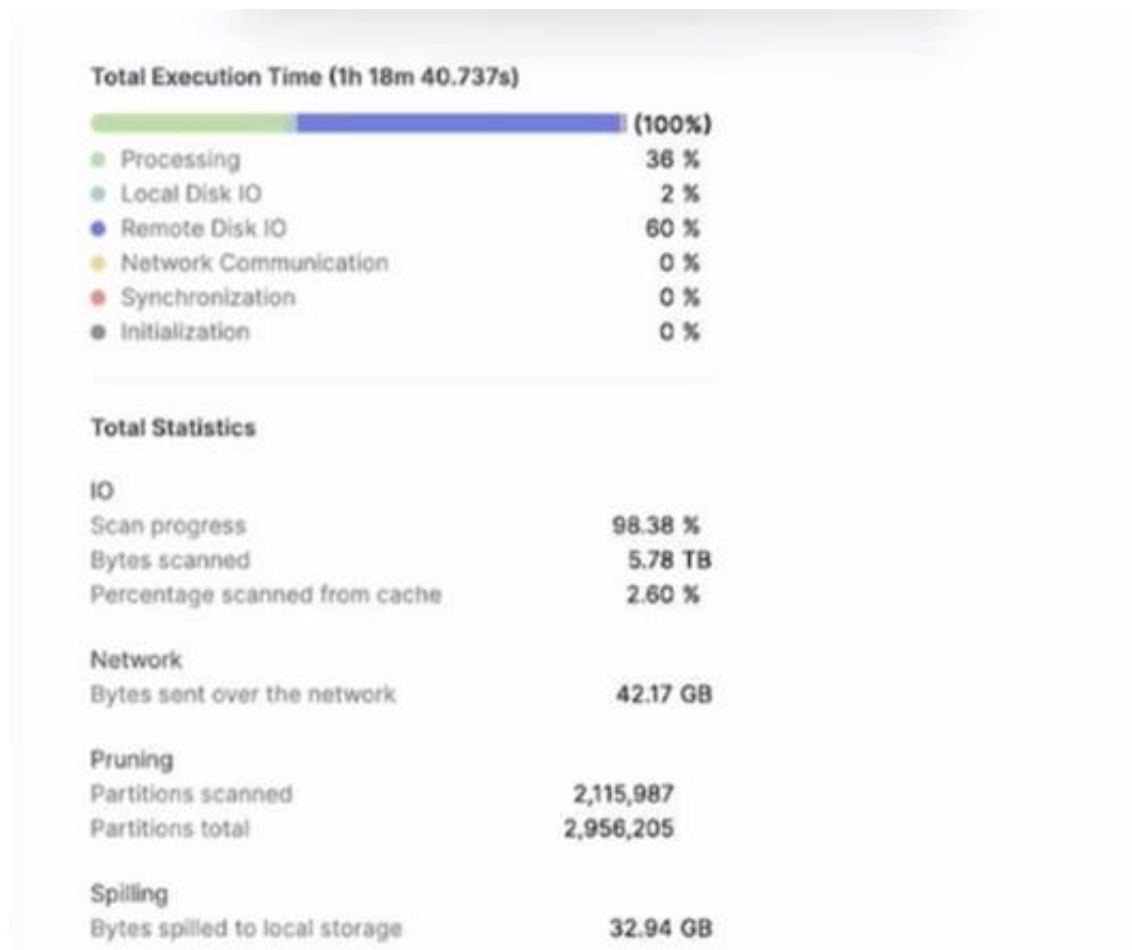 Total Execution Time (1h 18m 40.737s)
(100%)
Processing 36 %
Local Disk IO 2 %
Remote Disk IO 60 %
Network Communication 0 %
Synchronization 0 %
Initialization 0 %
Total Statistics
IO
Scan progress 98.38 %
Bytes scanned 5.78 TB
Percentage scanned from cache 2.60 %
Network
Bytes sent over the network 42.17 GB
Pruning
Partitions scanned 2,115,987
Partitions total 2,956,205
Spilling
Bytes spilled to local storage 32.94 GB